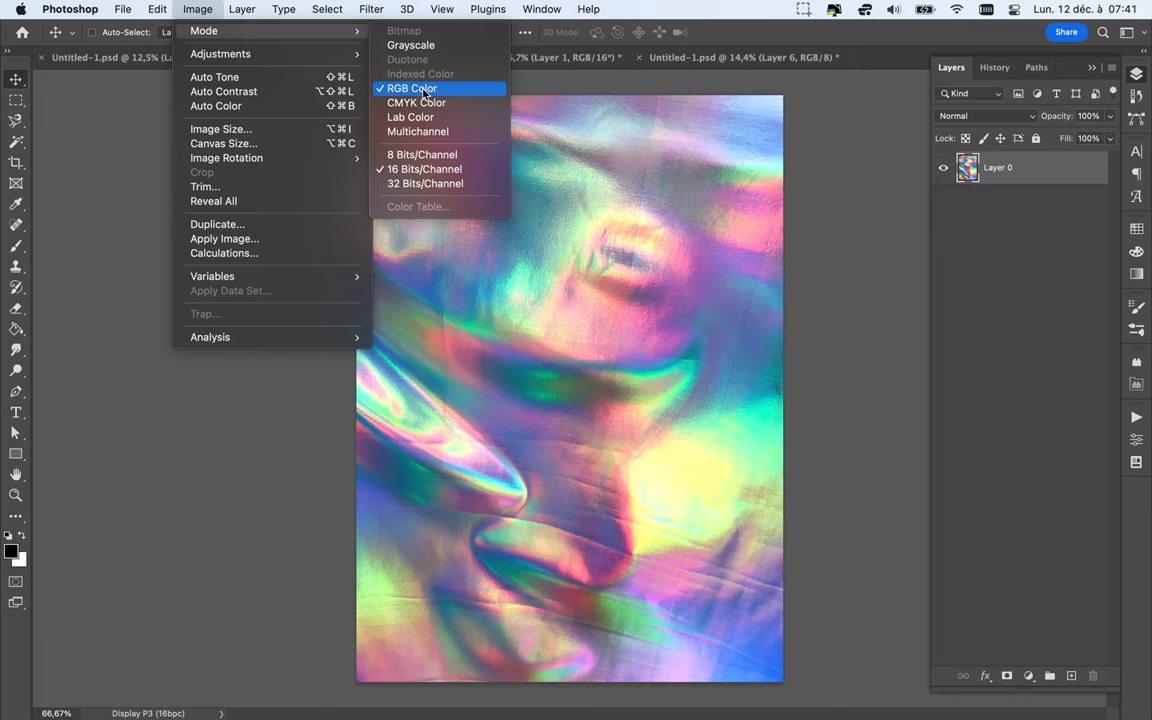 Photoshop File Edit Image Layer Type Select Filter 3D View Plugins Window Help Lun. 12 déc. à 07:41
Auto-Select: La 3D Mode: Share
Untitled-1.psd @ 12,5% (L 6,7% (Layer 1, RGB/16*) * Untitled-1.psd @ 14,4% (Layer 6, RGB/8) *
Mode
Adjustments
Auto Tone ⇧⌘L
Auto Contrast ⌥⇧⌘L
Auto Color ⇧⌘B
Image Size... ⌥⌘I
Canvas Size... ⌥⌘C
Image Rotation
Crop
Trim...
Reveal All
Duplicate...
Apply Image...
Calculations...
Variables
Apply Data Set...
Trap...
Analysis
Bitmap
Grayscale
Duotone
Indexed Color
✓ RGB Color
CMYK Color
Lab Color
Multichannel
8 Bits/Channel
✓ 16 Bits/Channel
32 Bits/Channel
Color Table...
Layers History Paths
Kind
Normal Opacity: 100%
Lock: Fill: 100%
Layer 0
66,67% Display P3 (16bpc)